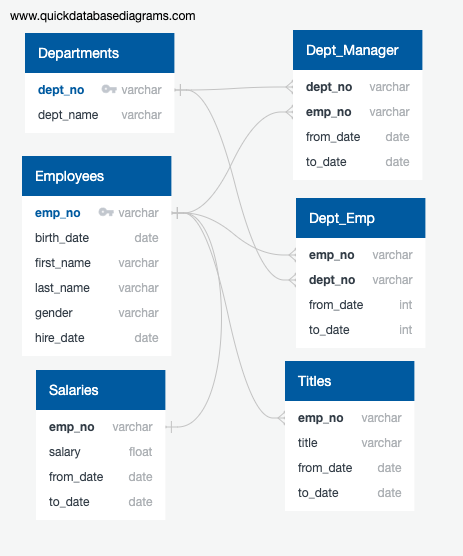 www.quickdatabasediagrams.com
Departments
dept_no varchar
dept_name varchar
Employees
emp_no varchar
birth_date date
first_name varchar
last_name varchar
gender varchar
hire_date date
Salaries
emp_no varchar
salary float
from_date date
to_date date
Dept_Manager
dept_no varchar
emp_no varchar
from_date date
to_date date
Dept_Emp
emp_no varchar
dept_no varchar
from_date int
to_date int
Titles
emp_no varchar
title varchar
from_date date
to_date date